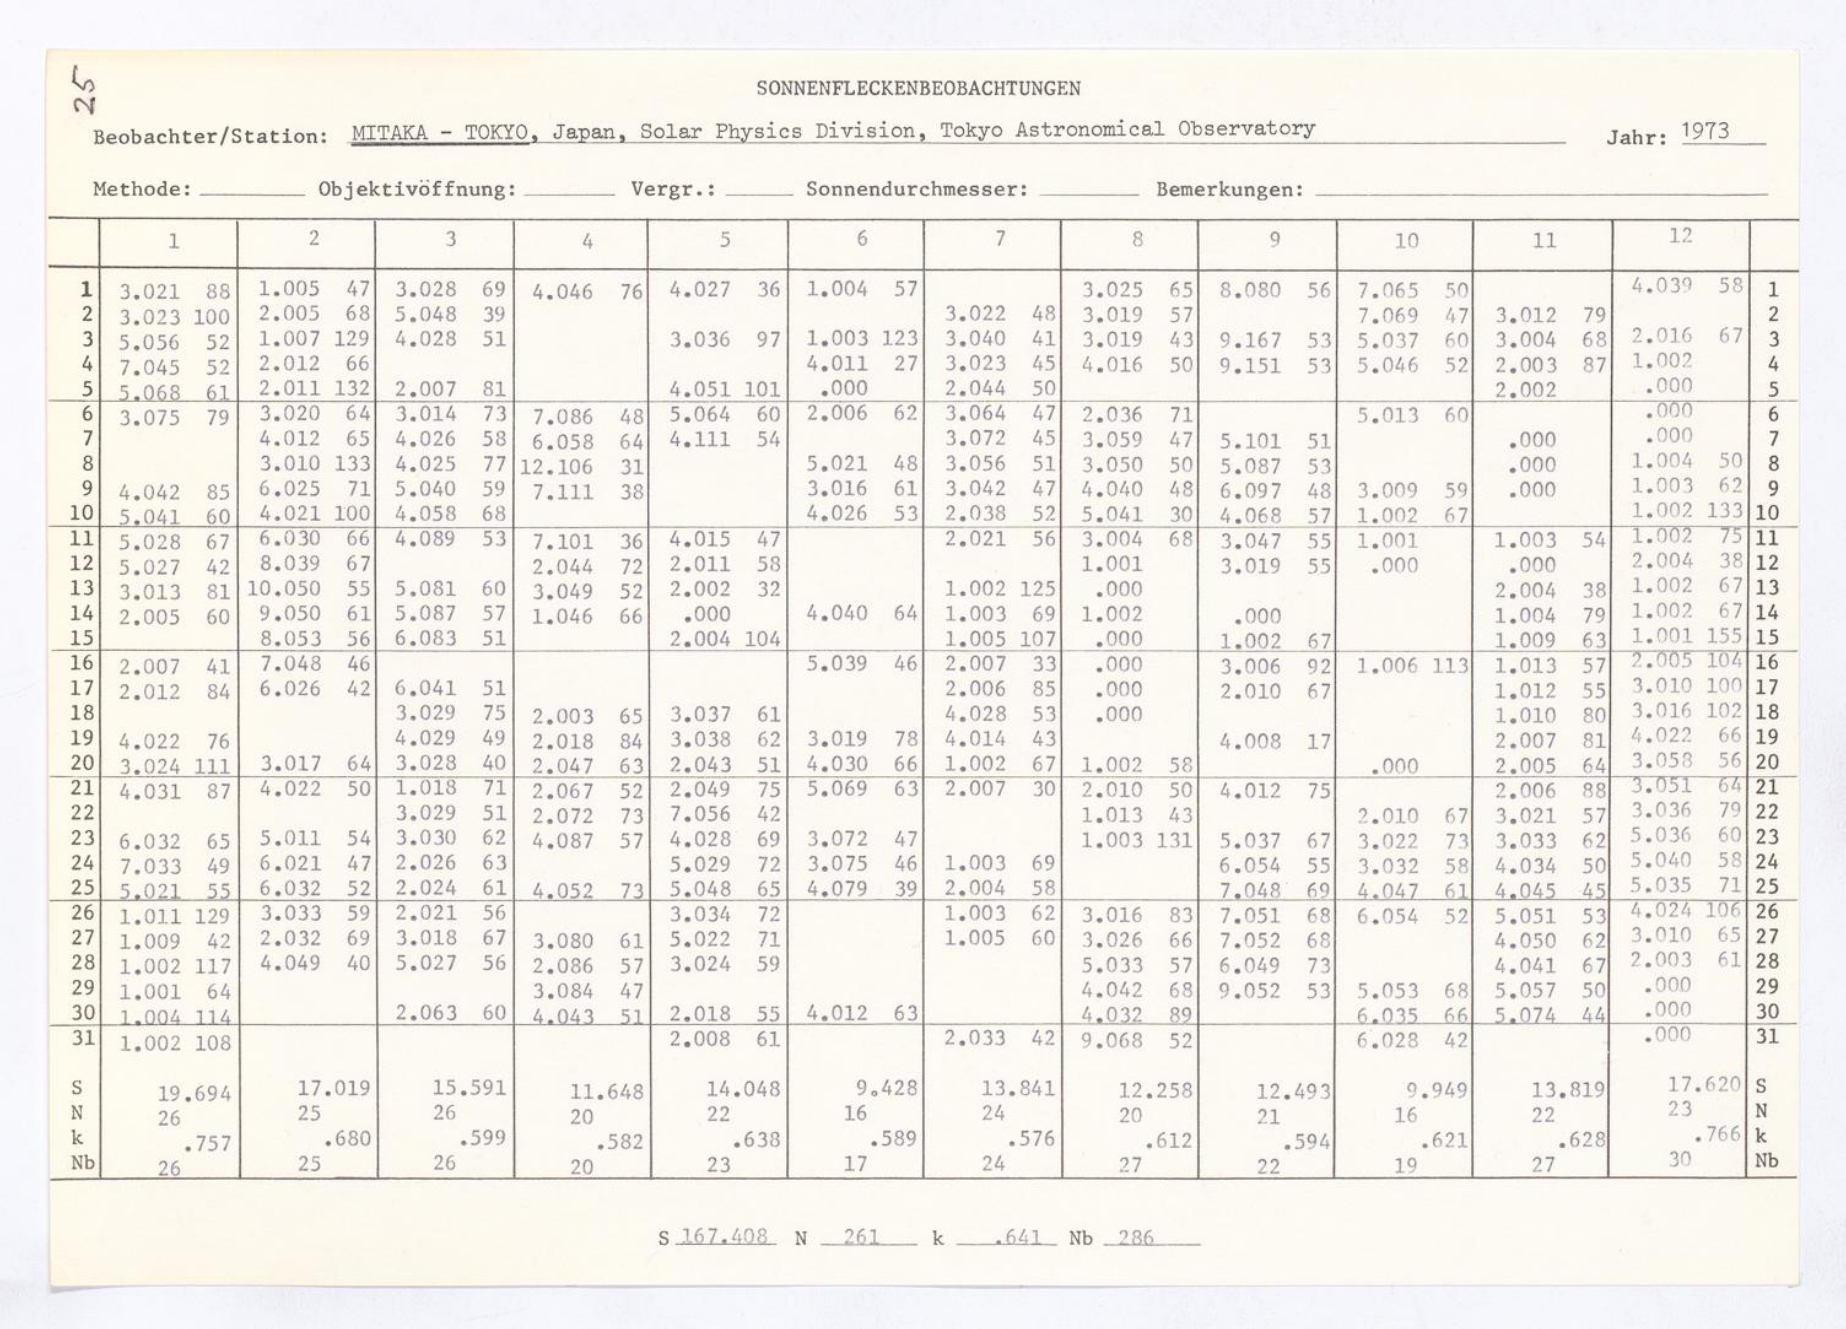 25
SONNENFLECKENBEOBACHTUNGEN
Beobachter/Station: MITAKA - TOKYO, Japan, Solar Physics Division, Tokyo Astronomical Observatory Jahr: 1973
Methode: Objektivöffnung: Vergr.: Sonnendurchmesser: Bemerkungen:
1 2 3 4 5 6 7 8 9 10 11 12
1 3.021 88 1.005 47 3.028 69 4.046 76 4.027 36 1.004 57 3.025 65 8.080 56 7.065 50 4.039 58 1
2 3.023 100 2.005 68 5.048 39 3.022 48 3.019 57 7.069 47 3.012 79 2
3 5.056 52 1.007 129 4.028 51 3.036 97 1.003 123 3.040 41 3.019 43 9.167 53 5.037 60 3.004 68 2.016 67 3
4 7.045 52 2.012 66 4.011 27 3.023 45 4.016 50 9.151 53 5.046 52 2.003 87 1.002 4
5 5.068 61 2.011 132 2.007 81 4.051 101 .000 2.044 50 2.002 .000 5
6 3.075 79 3.020 64 3.014 73 7.086 48 5.064 60 2.006 62 3.064 47 2.036 71 5.013 60 .000 6
7 4.012 65 4.026 58 6.058 64 4.111 54 3.072 45 3.059 47 5.101 51 .000 .000 7
8 3.010 133 4.025 77 12.106 31 5.021 48 3.056 51 3.050 50 5.087 53 .000 1.004 50 8
9 4.042 85 6.025 71 5.040 59 7.111 38 3.016 61 3.042 47 4.040 48 6.097 48 3.009 59 .000 1.003 62 9
10 5.041 60 4.021 100 4.058 68 4.026 53 2.038 52 5.041 30 4.068 57 1.002 67 1.002 133 10
11 5.028 67 6.030 66 4.089 53 7.101 36 4.015 47 2.021 56 3.004 68 3.047 55 1.001 1.003 54 1.002 75 11
12 5.027 42 8.039 67 2.044 72 2.011 58 1.001 3.019 55 .000 .000 2.004 38 12
13 3.013 81 10.050 55 5.081 60 3.049 52 2.002 32 1.002 125 .000 2.004 38 1.002 67 13
14 2.005 60 9.050 61 5.087 57 1.046 66 .000 4.040 64 1.003 69 1.002 .000 1.004 79 1.002 67 14
15 8.053 56 6.083 51 2.004 104 1.005 107 .000 1.002 67 1.009 63 1.001 155 15
16 2.007 41 7.048 46 5.039 46 2.007 33 .000 3.006 92 1.006 113 1.013 57 2.005 104 16
17 2.012 84 6.026 42 6.041 51 2.006 85 .000 2.010 67 1.012 55 3.010 100 17
18 3.029 75 2.003 65 3.037 61 4.028 53 .000 1.010 80 3.016 102 18
19 4.022 76 4.029 49 2.018 84 3.038 62 3.019 78 4.014 43 4.008 17 2.007 81 4.022 66 19
20 3.024 111 3.017 64 3.028 40 2.047 63 2.043 51 4.030 66 1.002 67 1.002 58 .000 2.005 64 3.058 56 20
21 4.031 87 4.022 50 1.018 71 2.067 52 2.049 75 5.069 63 2.007 30 2.010 50 4.012 75 2.006 88 3.051 64 21
22 3.029 51 2.072 73 7.056 42 1.013 43 2.010 67 3.021 57 3.036 79 22
23 6.032 65 5.011 54 3.030 62 4.087 57 4.028 69 3.072 47 1.003 131 5.037 67 3.022 73 3.033 62 5.036 60 23
24 7.033 49 6.021 47 2.026 63 5.029 72 3.075 46 1.003 69 6.054 55 3.032 58 4.034 50 5.040 58 24
25 5.021 55 6.032 52 2.024 61 4.052 73 5.048 65 4.079 39 2.004 58 7.048 69 4.047 61 4.045 45 5.035 71 25
26 1.011 129 3.033 59 2.021 56 3.034 72 1.003 62 3.016 83 7.051 68 6.054 52 5.051 53 4.024 106 26
27 1.009 42 2.032 69 3.018 67 3.080 61 5.022 71 1.005 60 3.026 66 7.052 68 4.050 62 3.010 65 27
28 1.002 117 4.049 40 5.027 56 2.086 57 3.024 59 5.033 57 6.049 73 4.041 67 2.003 61 28
29 1.001 64 3.084 47 4.042 68 9.052 53 5.053 68 5.057 50 .000 29
30 1.004 114 2.063 60 4.043 51 2.018 55 4.012 63 4.032 89 6.035 66 5.074 44 .000 30
31 1.002 108 2.008 61 2.033 42 9.068 52 6.028 42 .000 31
S 19.694 17.019 15.591 11.648 14.048 9.428 13.841 12.258 12.493 9.949 13.819 17.620 S
N 26 25 26 20 22 16 24 20 21 16 22 23 N
k .757 .680 .599 .582 .638 .589 .576 .612 .594 .621 .628 .766 k
Nb 26 25 26 20 23 17 24 27 22 19 27 30 Nb
S 167.408 N 261 k .641 Nb 286